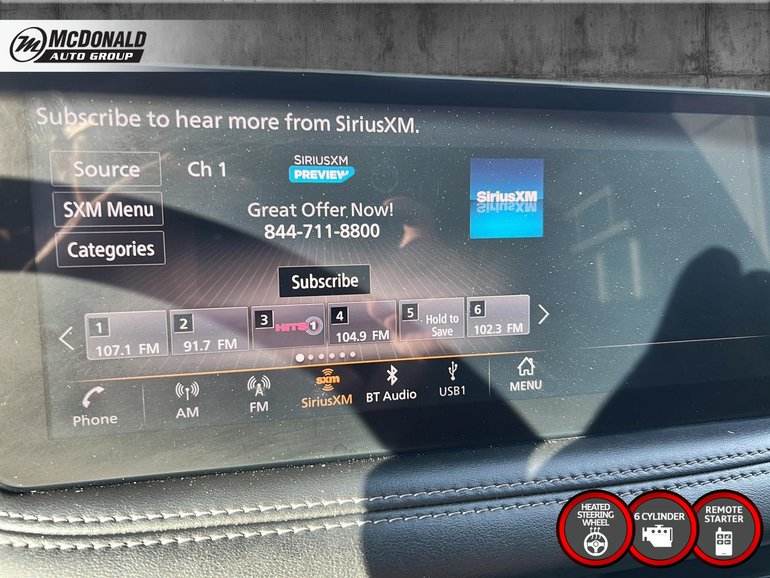 McDONALD
AUTO GROUP
Subscribe to hear more from SiriusXM.
Source
Ch 1
SIRIUSXM
PREVIEW
SiriusXM
SXM Menu
Great Offer Now!
844-711-8800
Categories
Subscribe
1
107.1 FM
2
91.7 FM
3
HITS 1
4
104.9 FM
5
Hold to
Save
6
102.3 FM
Phone
AM
FM
sxm
SiriusXM
BT Audio
USB1
MENU
HEATED
STEERING
WHEEL
6 CYLINDER
REMOTE
STARTER